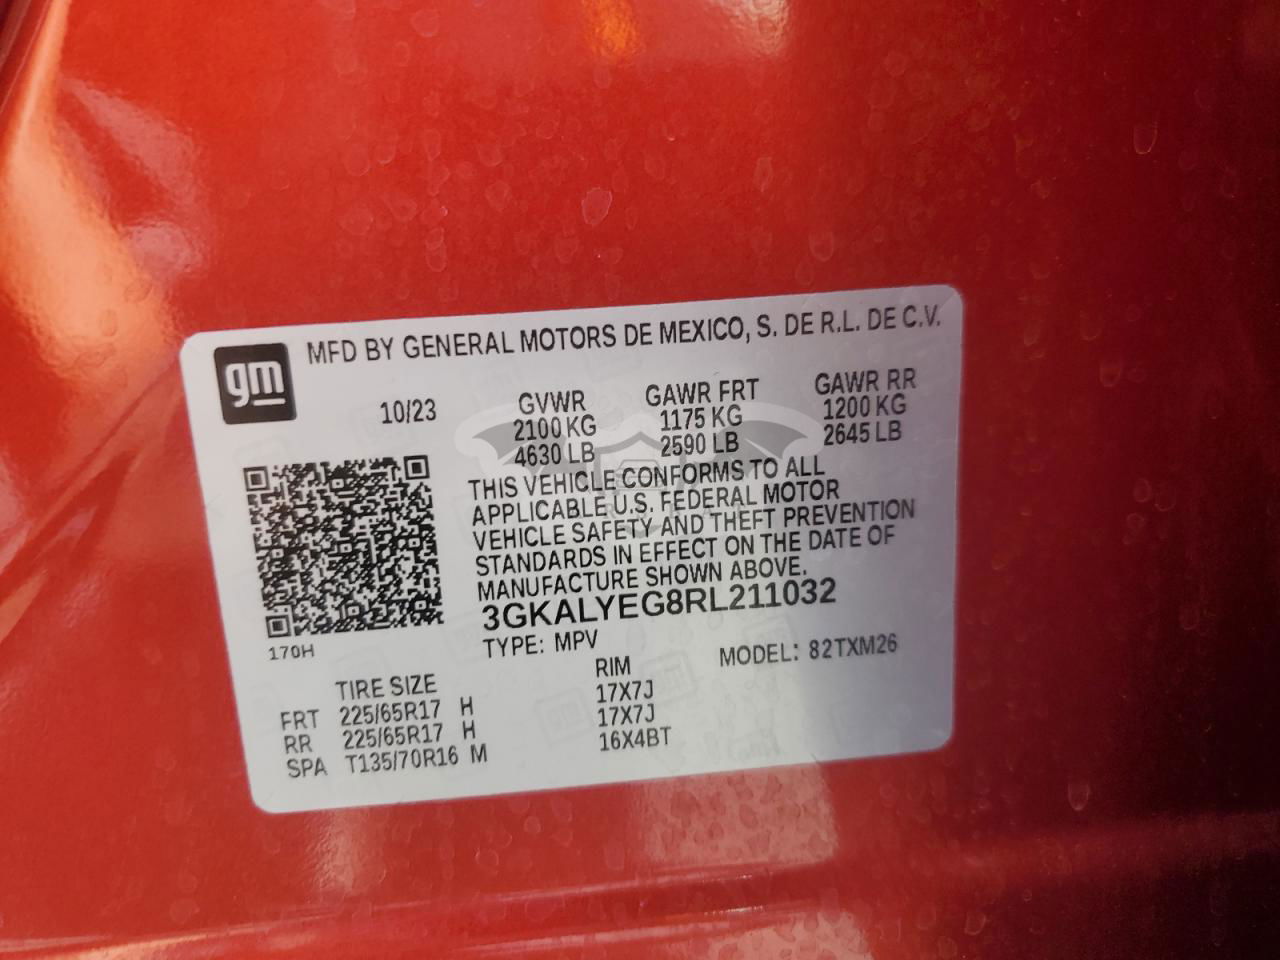 gm
MFD BY GENERAL MOTORS DE MEXICO, S. DE R.L. DE C.V.
10/23 GVWR GAWR FRT GAWR RR
2100 KG 1175 KG 1200 KG
4630 LB 2590 LB 2645 LB
THIS VEHICLE CONFORMS TO ALL
APPLICABLE U.S. FEDERAL MOTOR
VEHICLE SAFETY AND THEFT PREVENTION
STANDARDS IN EFFECT ON THE DATE OF
MANUFACTURE SHOWN ABOVE.
3GKALYEG8RL211032
170H
TYPE: MPV MODEL: 82TXM26
TIRE SIZE RIM
FRT 225/65R17 H 17X7J
RR 225/65R17 H 17X7J
SPA T135/70R16 M 16X4BT